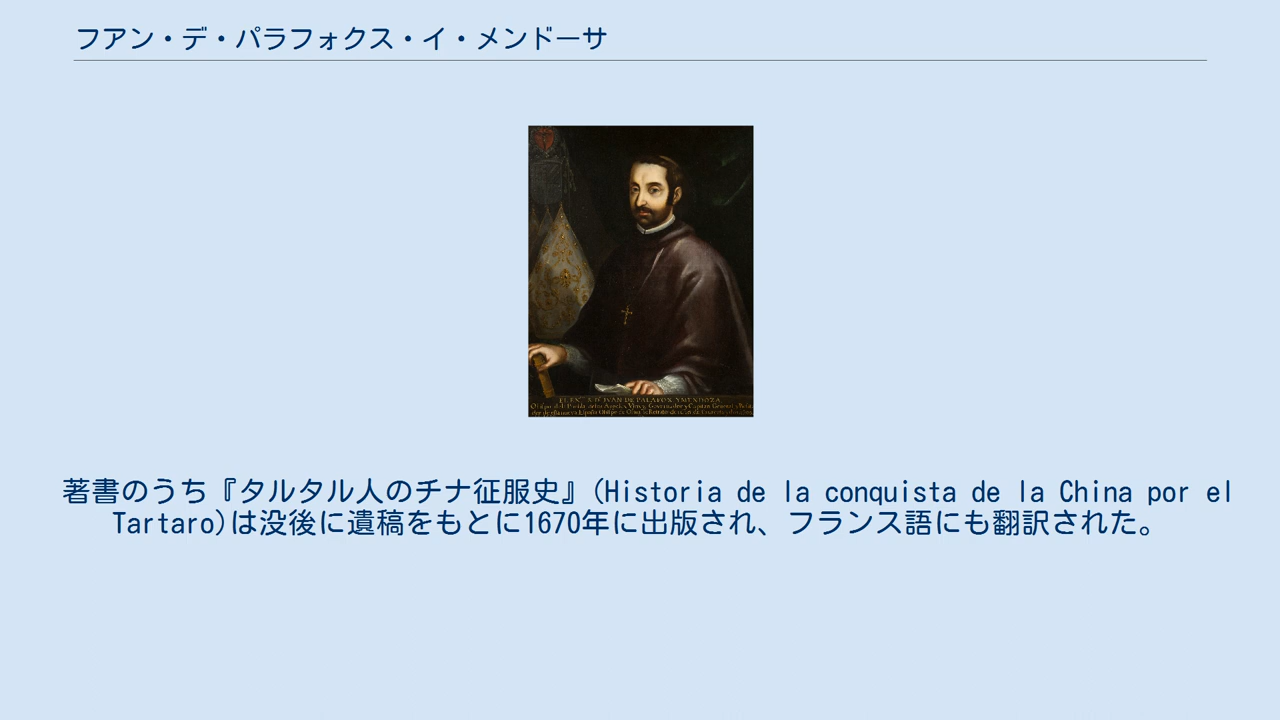 フアン・デ・パラフォクス・イ・メンドーサ
DE PALAFOX Y MENDOZA
著書のうち『タルタル人のチナ征服史』(Historia de la conquista de la China por el
Tartaro)は没後に遺稿をもとに1670年に出版され、フランス語にも翻訳された。